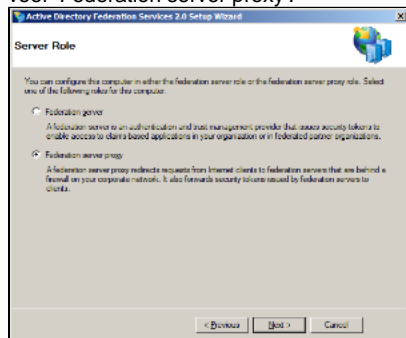 Active Directory Federation Services 2.0 Setup Wizard
Server Role
You can configure this computer in either the federation server role or the federation server proxy role. Select
one of the following roles for this computer.
Federation server
A federation server is an authentication and trust management provider that issues security tokens to
enable access to claims based applications in your organization or in federated partner organizations.
Federation server proxy
A federation server proxy redirects requests from Internet clients to federation servers that are behind a
firewall on your corporate network. It also forwards security tokens issued by federation servers to
clients.
< Previous Next > Cancel